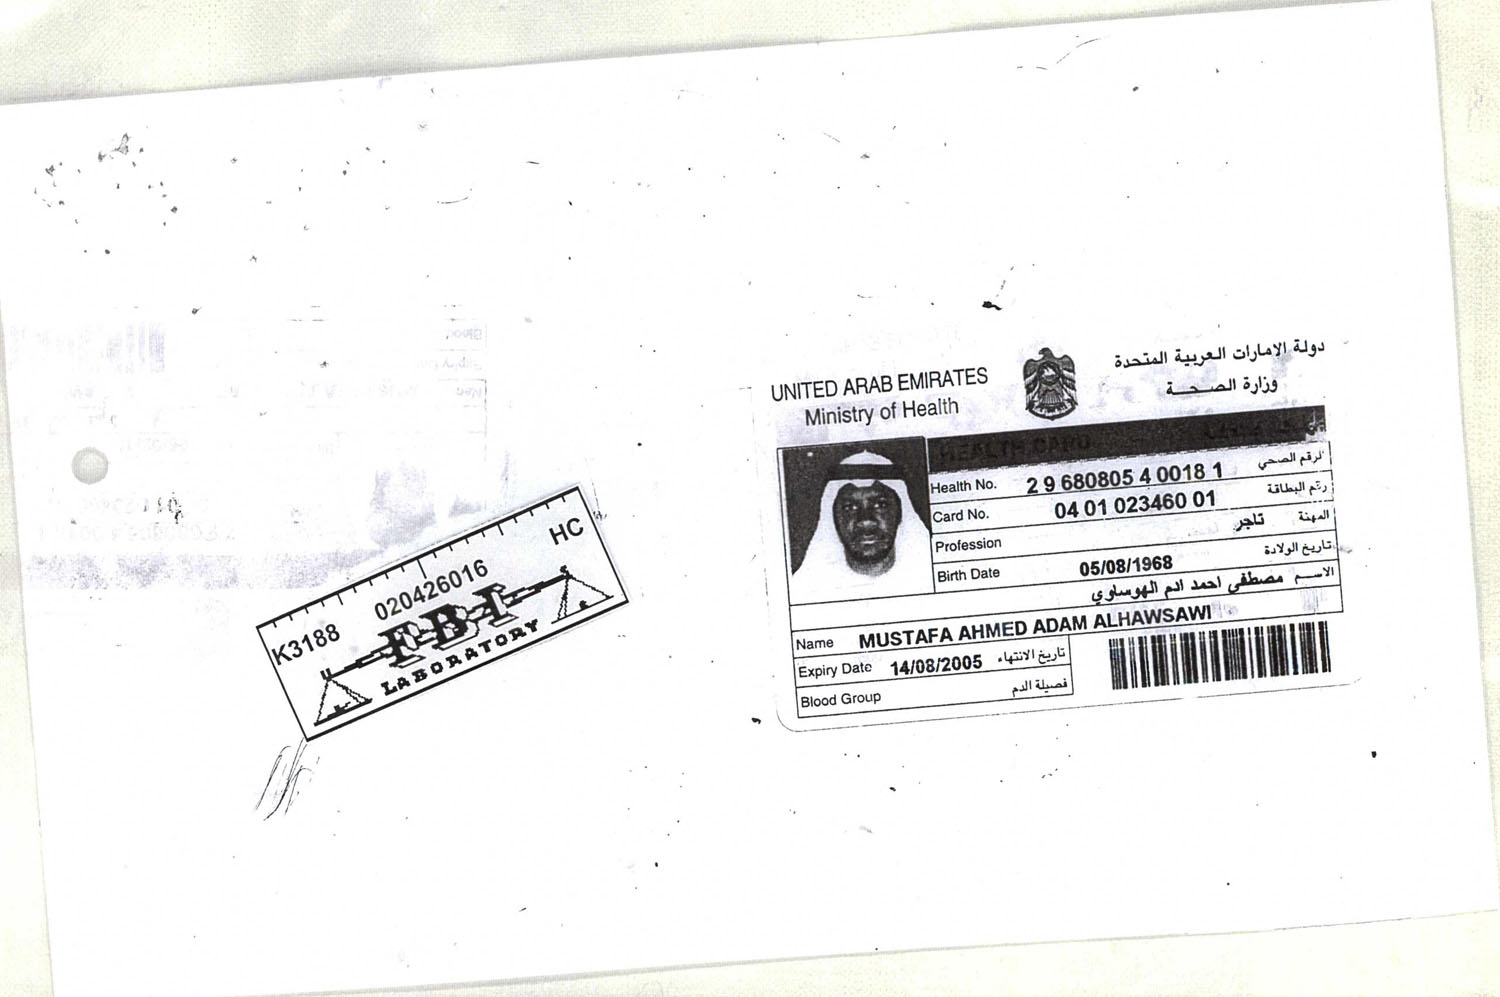 UNITED ARAB EMIRATES
Ministry of Health
دولة الإمارات العربية المتحدة
وزارة الصحـــة
HEALTH CARD
Health No. 2 9 680805 4 0018 1 الرقم الصحي
Card No. 04 01 023460 01 رقم البطاقة
Profession تاجر المهنة
Birth Date 05/08/1968 تاريخ الولادة
مصطفى احمد ادم الهوساوي الاســم
Name MUSTAFA AHMED ADAM ALHAWSAWI
Expiry Date 14/08/2005 تاريخ الانتهاء
Blood Group فصيلة الدم
K3188 020426016 HC
FBI
LABORATORY